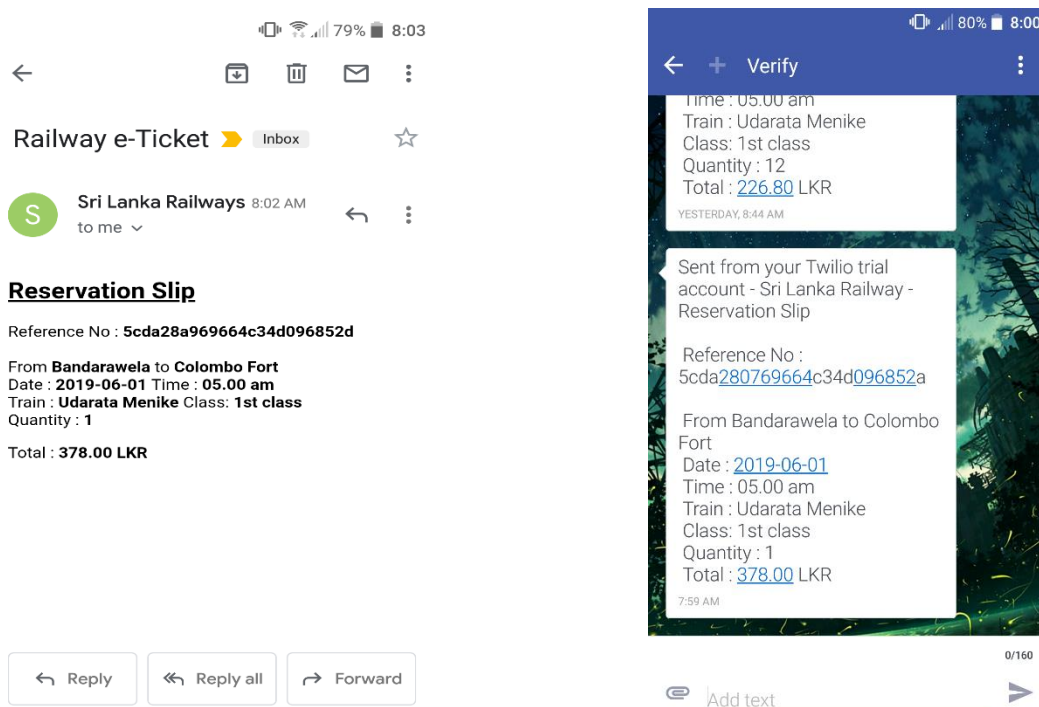 79% 8:03
Railway e-Ticket Inbox
S
Sri Lanka Railways 8:02 AM
to me
Reservation Slip
Reference No : 5cda28a969664c34d096852d
From Bandarawela to Colombo Fort
Date : 2019-06-01 Time : 05.00 am
Train : Udarata Menike Class: 1st class
Quantity : 1
Total : 378.00 LKR
Reply Reply all Forward
80% 8:00
Verify
Time : 05.00 am
Train : Udarata Menike
Class: 1st class
Quantity : 12
Total : 226.80 LKR
YESTERDAY, 8:44 AM
Sent from your Twilio trial
account - Sri Lanka Railway -
Reservation Slip
Reference No :
5cda280769664c34d096852a
From Bandarawela to Colombo
Fort
Date : 2019-06-01
Time : 05.00 am
Train : Udarata Menike
Class: 1st class
Quantity : 1
Total : 378.00 LKR
7:59 AM
0/160
Add text